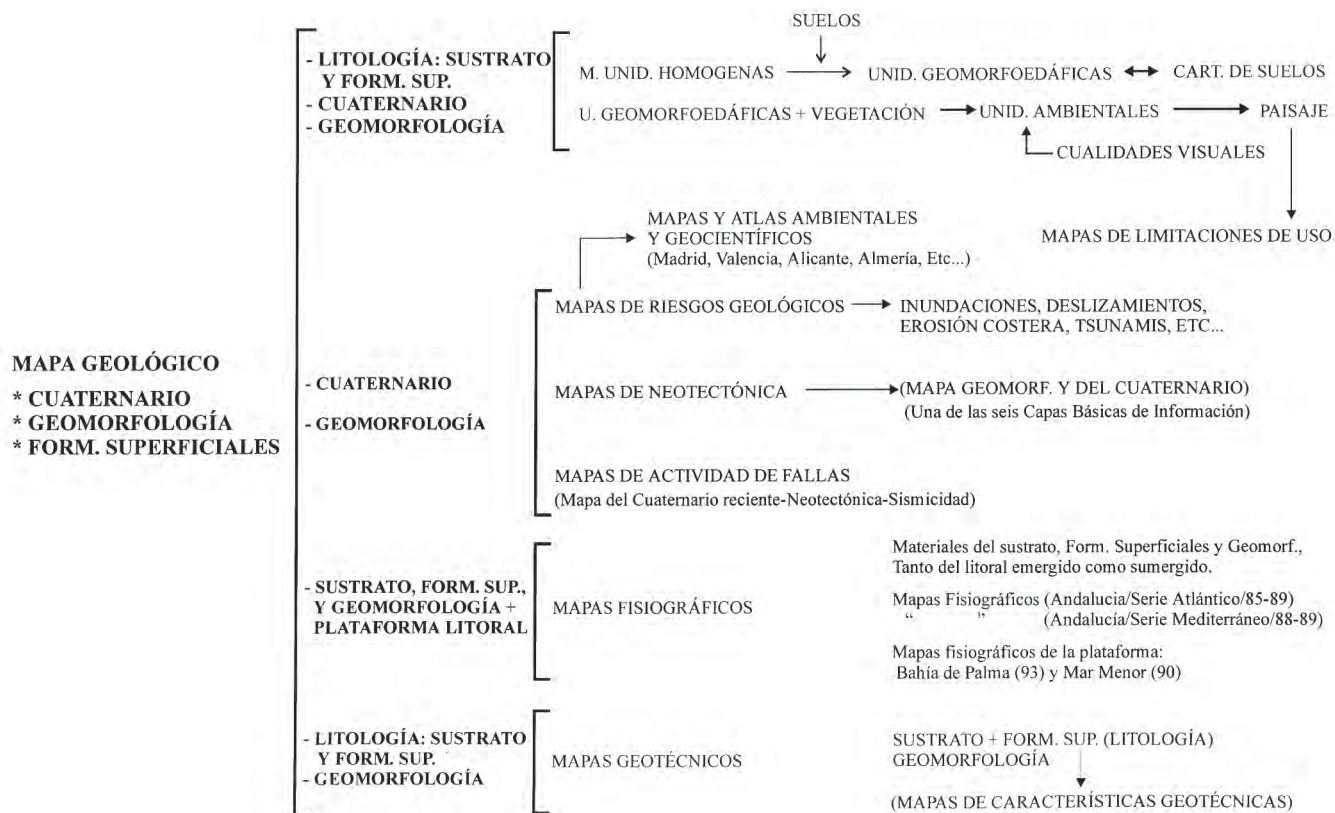 SUELOS
- LITOLOGÍA: SUSTRATO
Y FORM. SUP.
- CUATERNARIO
- GEOMORFOLOGÍA
M. UNID. HOMOGENAS
UNID. GEOMORFOEDÁFICAS
CART. DE SUELOS
U. GEOMORFOEDÁFICAS + VEGETACIÓN
UNID. AMBIENTALES
PAISAJE
CUALIDADES VISUALES
MAPAS DE LIMITACIONES DE USO
MAPAS Y ATLAS AMBIENTALES
Y GEOCIENTÍFICOS
(Madrid, Valencia, Alicante, Almería, Etc...)
MAPA GEOLÓGICO
* CUATERNARIO
* GEOMORFOLOGÍA
* FORM. SUPERFICIALES
- CUATERNARIO
- GEOMORFOLOGÍA
MAPAS DE RIESGOS GEOLÓGICOS
INUNDACIONES, DESLIZAMIENTOS,
EROSIÓN COSTERA, TSUNAMIS, ETC...
MAPAS DE NEOTECTÓNICA
(MAPA GEOMORF. Y DEL CUATERNARIO)
(Una de las seis Capas Básicas de Información)
MAPAS DE ACTIVIDAD DE FALLAS
(Mapa del Cuaternario reciente-Neotectónica-Sismicidad)
- SUSTRATO, FORM. SUP.,
Y GEOMORFOLOGÍA +
PLATAFORMA LITORAL
MAPAS FISIOGRÁFICOS
Materiales del sustrato, Form. Superficiales y Geomorf.,
Tanto del litoral emergido como sumergido.
Mapas Fisiográficos (Andalucia/Serie Atlántico/85-89)
“ ” (Andalucía/Serie Mediterráneo/88-89)
Mapas fisiográficos de la plataforma:
Bahía de Palma (93) y Mar Menor (90)
- LITOLOGÍA: SUSTRATO
Y FORM. SUP.
- GEOMORFOLOGÍA
MAPAS GEOTÉCNICOS
SUSTRATO + FORM. SUP. (LITOLOGÍA)
GEOMORFOLOGÍA
(MAPAS DE CARACTERÍSTICAS GEOTÉCNICAS)